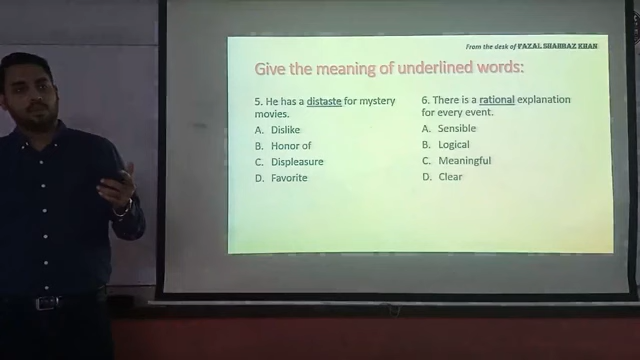 From the desk of FAZAL SHAHBAZ KHAN
Give the meaning of underlined words:
5. He has a distaste for mystery
movies.
A. Dislike
B. Honor of
C. Displeasure
D. Favorite
6. There is a rational explanation
for every event.
A. Sensible
B. Logical
C. Meaningful
D. Clear